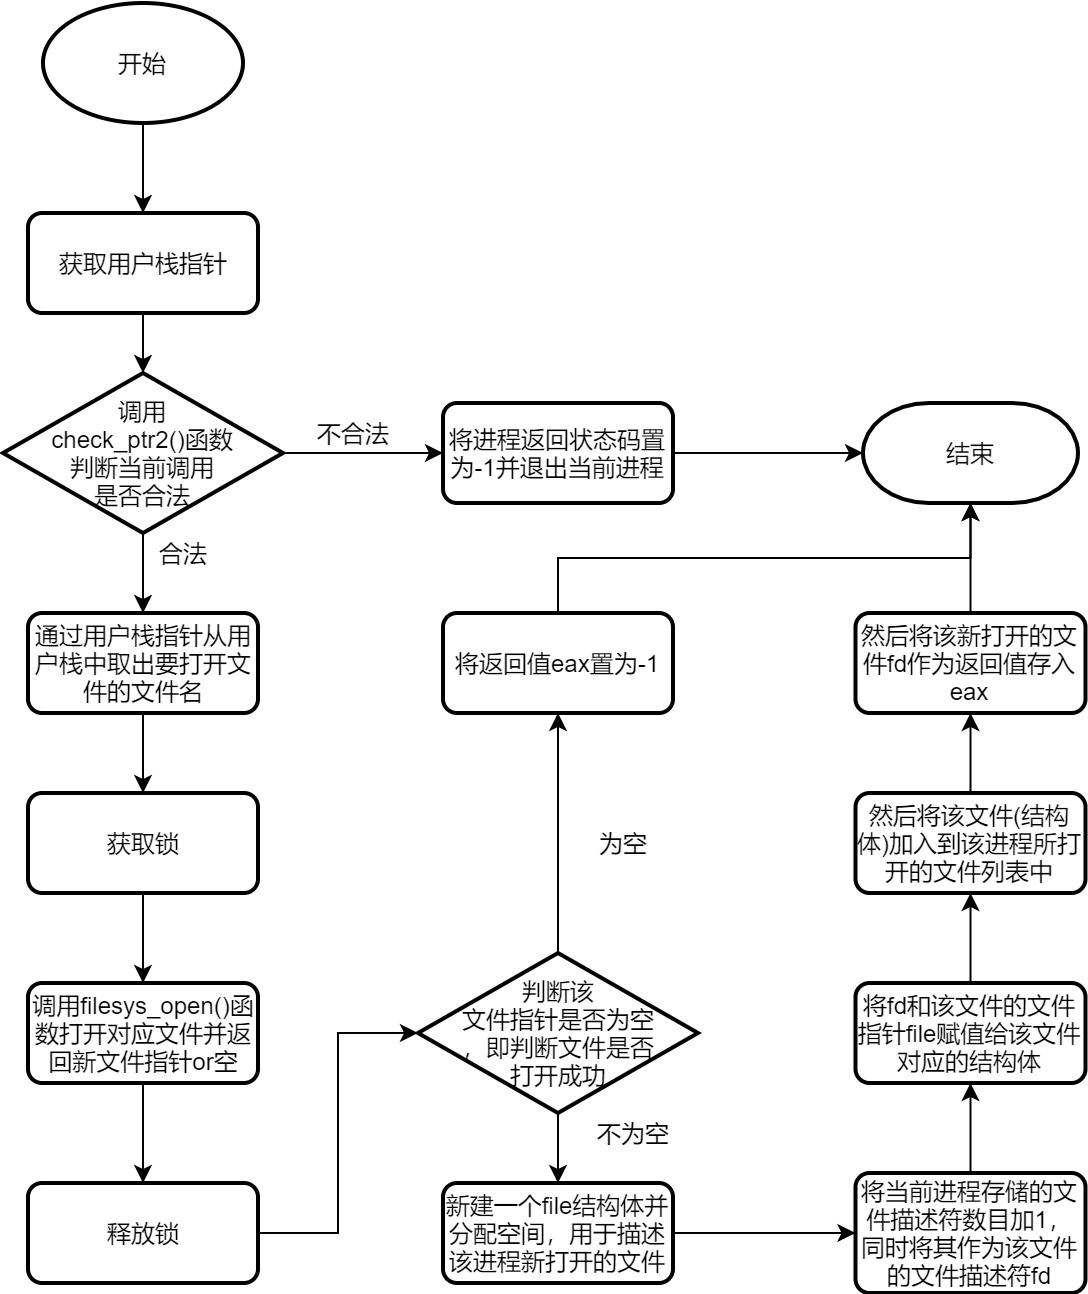 开始
获取用户栈指针
调用
check_ptr2()函数
判断当前调用
是否合法
不合法
将进程返回状态码置
为-1并退出当前进程
结束
合法
通过用户栈指针从用
户栈中取出要打开文
件的文件名
获取锁
调用filesys_open()函
数打开对应文件并返
回新文件指针or空
释放锁
判断该
文件指针是否为空
，即判断文件是否
打开成功
为空
将返回值eax置为-1
不为空
新建一个file结构体并
分配空间，用于描述
该进程新打开的文件
将当前进程存储的文
件描述符数目加1，
同时将其作为该文件
的文件描述符fd
将fd和该文件的文件
指针file赋值给该文件
对应的结构体
然后将该文件(结构
体)加入到该进程所打
开的文件列表中
然后将该新打开的文
件fd作为返回值存入
eax